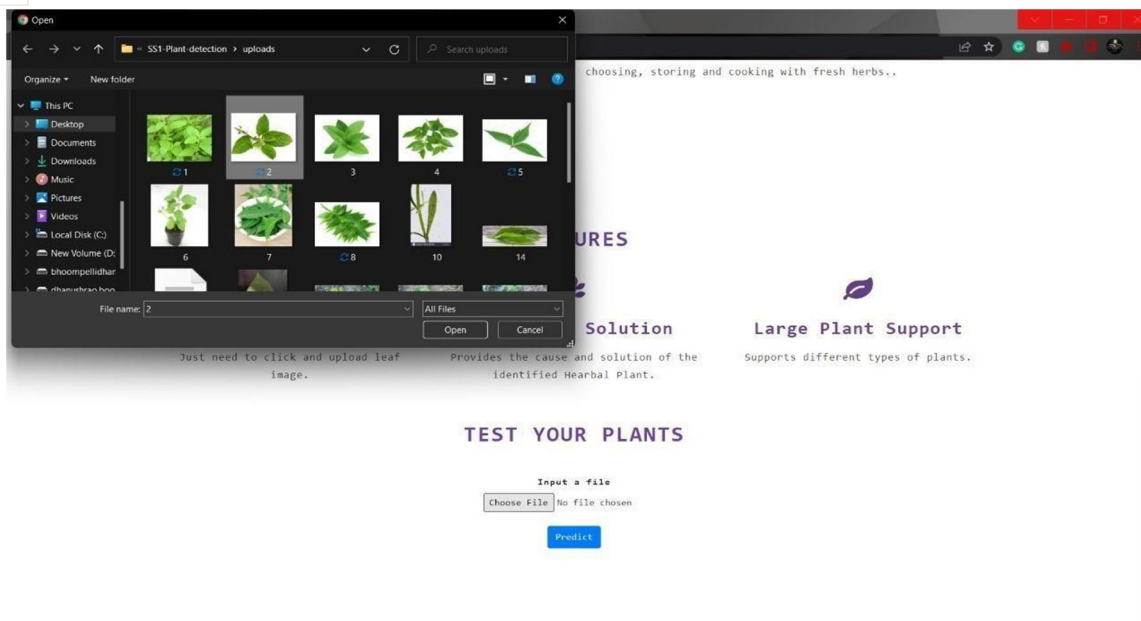 Open
SS1-Plant-detection > uploads
Search uploads
Organize
New folder
This PC
Desktop
Documents
Downloads
Music
Pictures
Videos
Local Disk (C:)
New Volume (D:
bhoompellidhar
1
2
3
4
5
6
7
8
10
14
File name: 2
All Files
Open
Cancel
choosing, storing and cooking with fresh herbs..
URES
Solution
Large Plant Support
Just need to click and upload leaf
image.
Provides the cause and solution of the
identified Hearbal Plant.
Supports different types of plants.
TEST YOUR PLANTS
Input a file
Choose File No file chosen
Predict